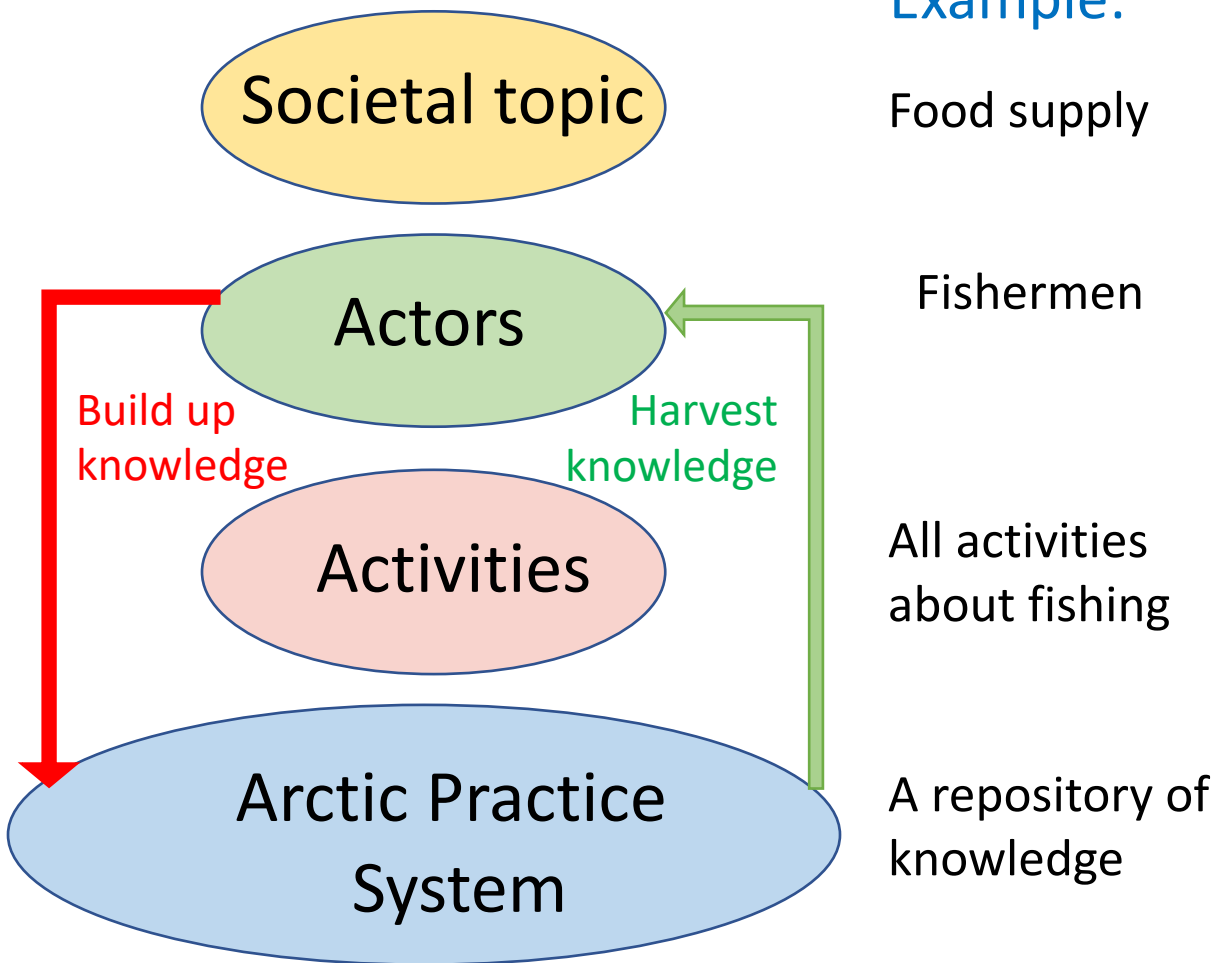 Example:
Societal topic
Food supply
Actors
Fishermen
Build up
knowledge
Harvest
knowledge
Activities
All activities
about fishing
Arctic Practice
System
A repository of
knowledge